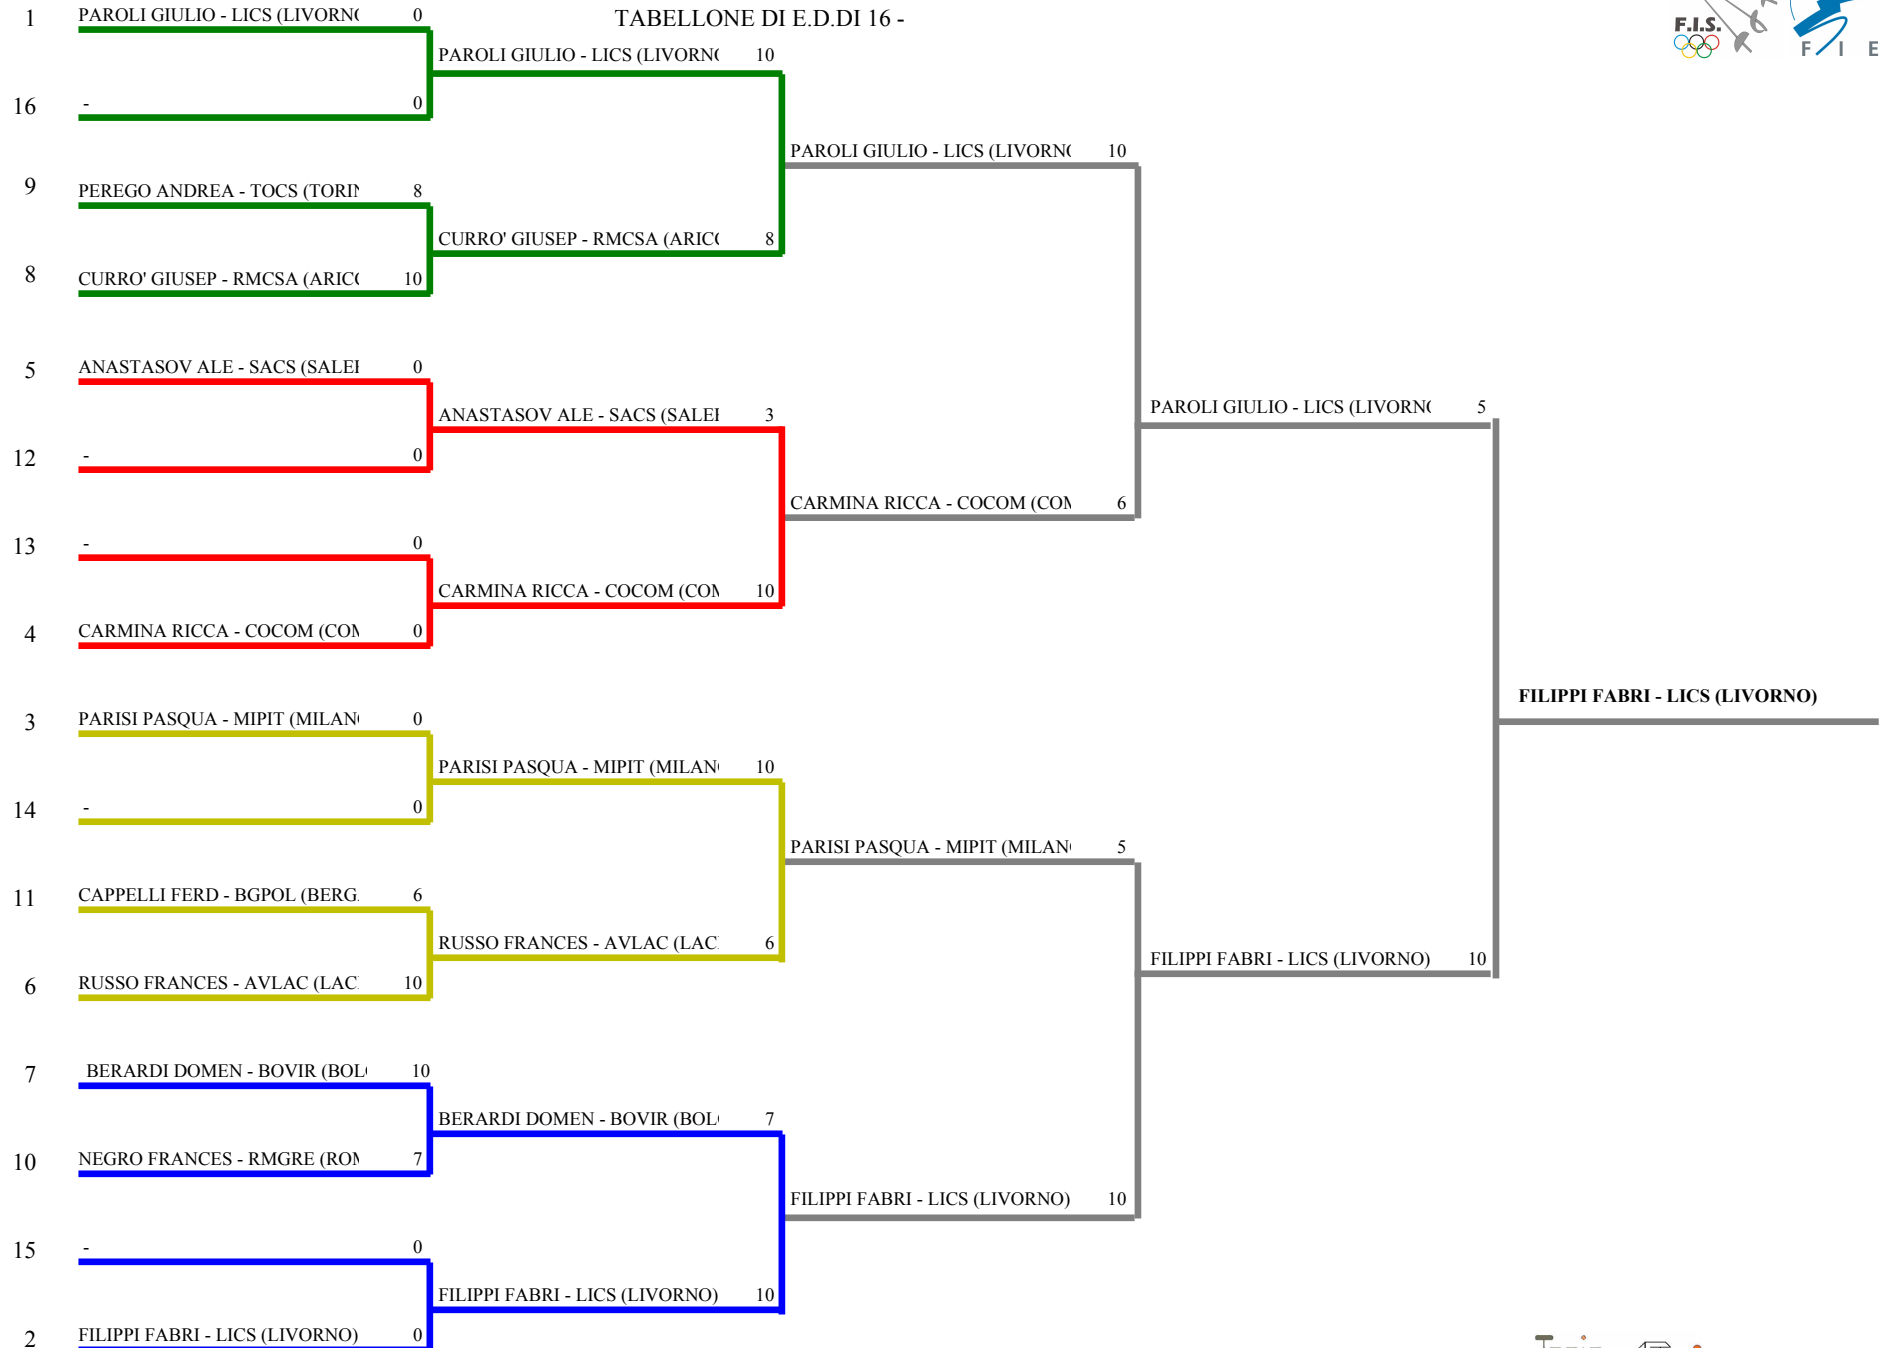 TABELLONE DI E.D.DI 16 -
F.I.S.
F I E
1 PAROLI GIULIO - LICS (LIVORN 0
PAROLI GIULIO - LICS (LIVORN 10
16 - 0
PAROLI GIULIO - LICS (LIVORN 10
9 PEREGO ANDREA - TOCS (TORI 8
CURRO' GIUSEP - RMCSA (ARIC 8
8 CURRO' GIUSEP - RMCSA (ARIC 10
5 ANASTASOV ALE - SACS (SALE 0
PAROLI GIULIO - LICS (LIVORN 5
ANASTASOV ALE - SACS (SALE 3
12 - 0
CARMINA RICCA - COCOM (CO 6
13 - 0
CARMINA RICCA - COCOM (CO 10
4 CARMINA RICCA - COCOM (CO 0
FILIPPI FABRI - LICS (LIVORNO)
3 PARISI PASQUA - MIPIT (MILAN 0
PARISI PASQUA - MIPIT (MILAN 10
14 - 0
PARISI PASQUA - MIPIT (MILAN 5
11 CAPPELLI FERD - BGPOL (BERG 6
RUSSO FRANCES - AVLAC (LAC 6
FILIPPI FABRI - LICS (LIVORNO) 10
6 RUSSO FRANCES - AVLAC (LAC 10
7 BERARDI DOMEN - BOVIR (BOL 10
BERARDI DOMEN - BOVIR (BOL 7
10 NEGRO FRANCES - RMGRE (RO 7
FILIPPI FABRI - LICS (LIVORNO) 10
15 - 0
FILIPPI FABRI - LICS (LIVORNO) 10
2 FILIPPI FABRI - LICS (LIVORNO) 0